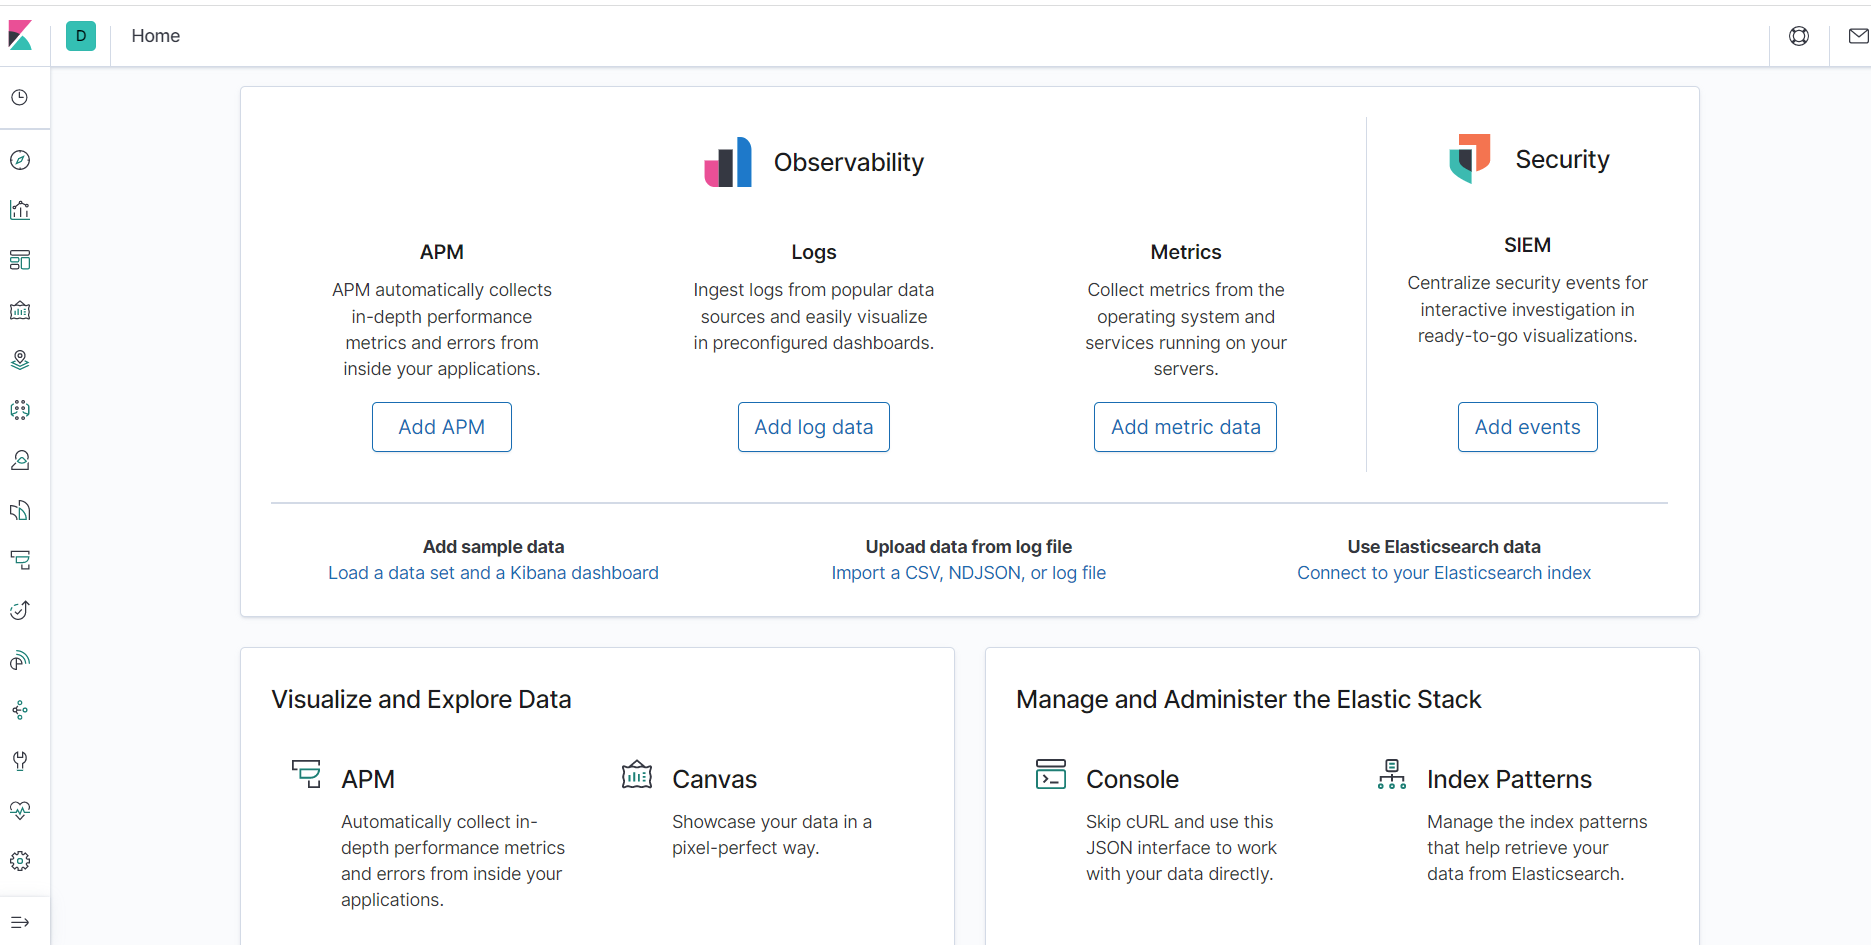 D
Home
Observability
Security
APM
APM automatically collects
in-depth performance
metrics and errors from
inside your applications.
Add APM
Logs
Ingest logs from popular data
sources and easily visualize
in preconfigured dashboards.
Add log data
Metrics
Collect metrics from the
operating system and
services running on your
servers.
Add metric data
SIEM
Centralize security events for
interactive investigation in
ready-to-go visualizations.
Add events
Add sample data
Load a data set and a Kibana dashboard
Upload data from log file
Import a CSV, NDJSON, or log file
Use Elasticsearch data
Connect to your Elasticsearch index
Visualize and Explore Data
APM
Automatically collect in-
depth performance metrics
and errors from inside your
applications.
Canvas
Showcase your data in a
pixel-perfect way.
Manage and Administer the Elastic Stack
Console
Skip cURL and use this
JSON interface to work
with your data directly.
Index Patterns
Manage the index patterns
that help retrieve your
data from Elasticsearch.